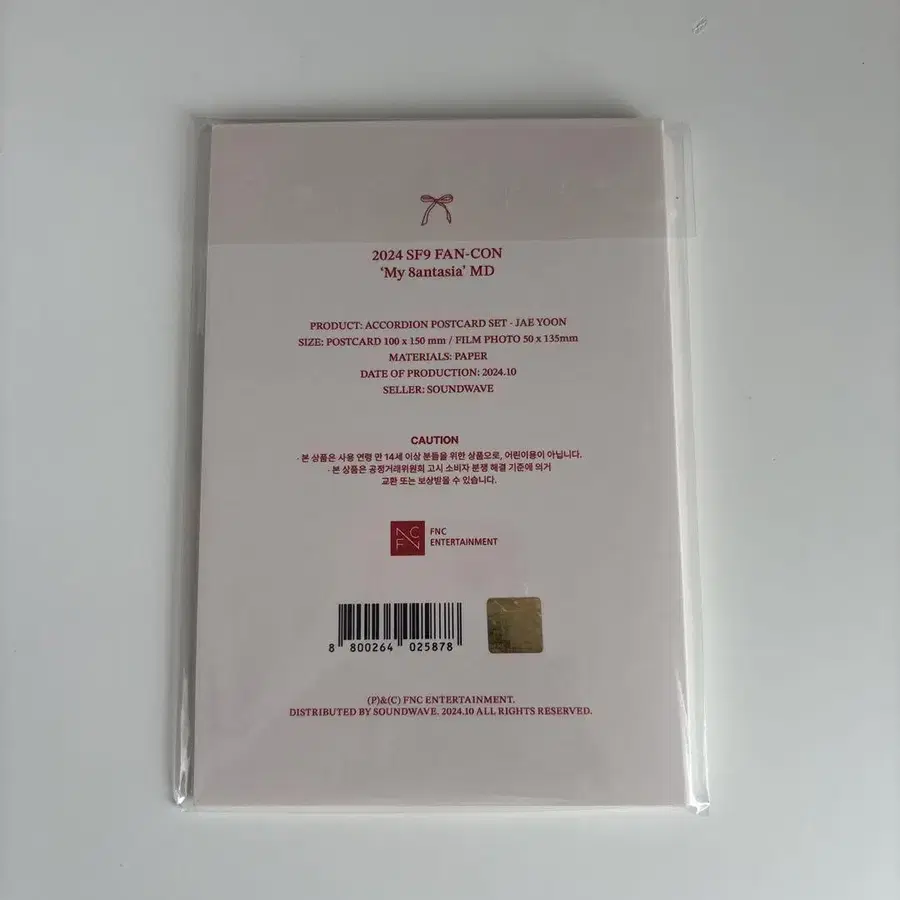 2024 SF9 FAN-CON
‘My 8antasia’ MD
PRODUCT: ACCORDION POSTCARD SET - JAE YOON
SIZE: POSTCARD 100 x 150 mm / FILM PHOTO 50 x 135mm
MATERIALS: PAPER
DATE OF PRODUCTION: 2024.10
SELLER: SOUNDWAVE
CAUTION
· 본 상품은 사용 연령 만 14세 이상 분들을 위한 상품으로, 어린이용이 아닙니다.
· 본 상품은 공정거래위원회 고시 소비자 분쟁 해결 기준에 의거
교환 또는 보상받을 수 있습니다.
NC
FN
FNC
ENTERTAINMENT
8 800264 025878
(P)&(C) FNC ENTERTAINMENT.
DISTRIBUTED BY SOUNDWAVE. 2024.10 ALL RIGHTS RESERVED.